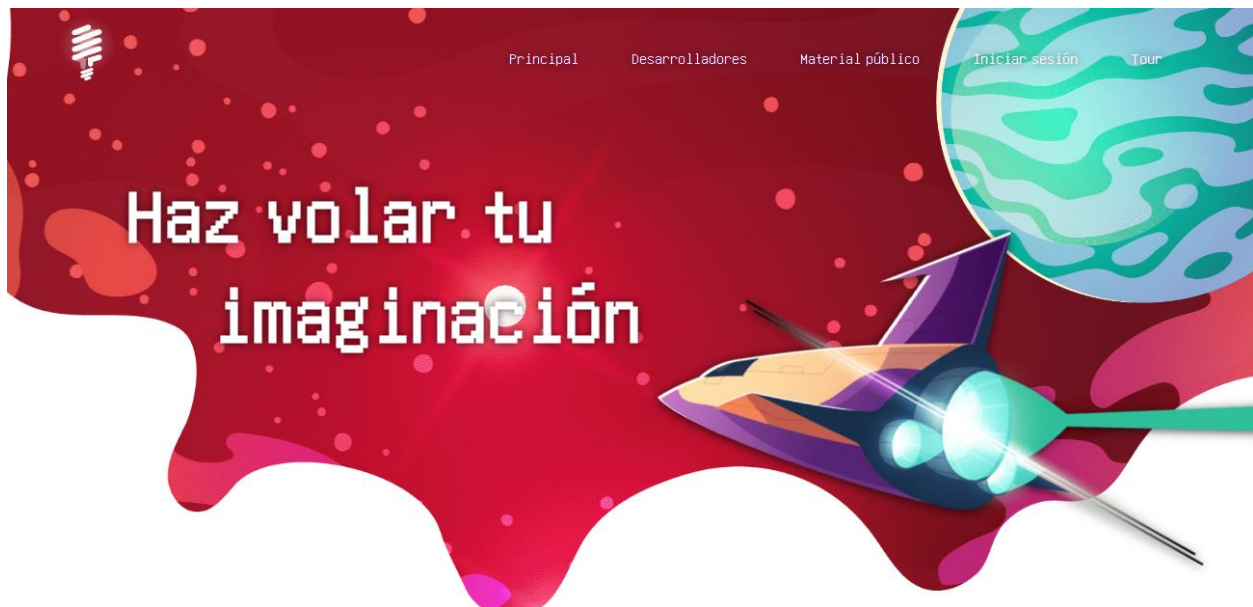 Principal Desarrolladores Material público Iniciar sesión Tour
Haz volar tu
imaginación